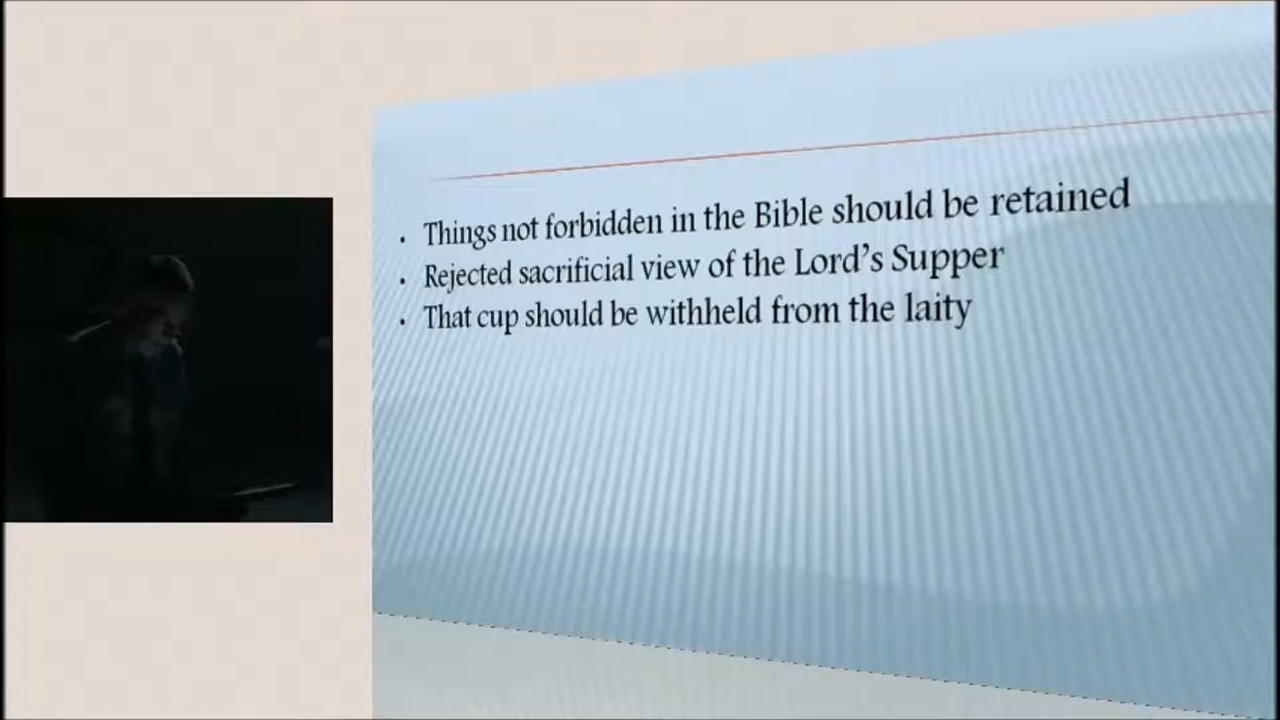 · Things not forbidden in the Bible should be retained
· Rejected sacrificial view of the Lord’s Supper
· That cup should be withheld from the laity